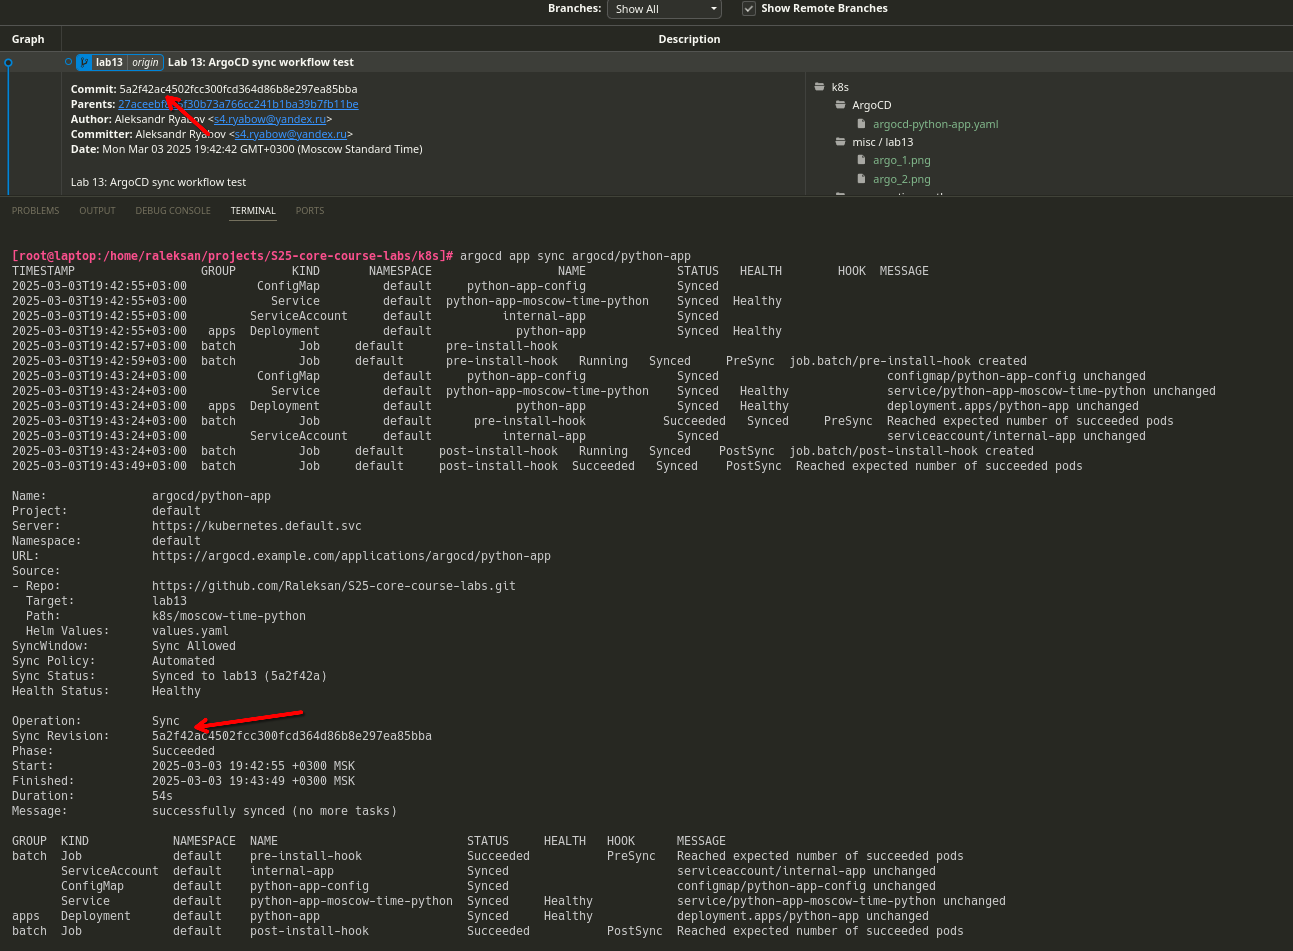 Branches: Show All Show Remote Branches
Graph Description
lab13 origin Lab 13: ArgoCD sync workflow test
Commit: 5a2f42ac4502fcc300fcd364d86b8e297ea85bba
Parents:
Author: Aleksandr Ryabov <s4.ryabow@yandex.ru>
Committer: Aleksandr Ryabov <s4.ryabow@yandex.ru>
Date: Mon Mar 03 2025 19:42:42 GMT+0300 (Moscow Standard Time)
Lab 13: ArgoCD sync workflow test
k8s
ArgoCD
argocd-python-app.yaml
misc / lab13
argo_1.png
argo_2.png
PROBLEMS OUTPUT DEBUG CONSOLE TERMINAL PORTS
[root@laptop:/home/raleksan/projects/S25-core-course-labs/k8s]# argocd app sync argocd/python-app
TIMESTAMP GROUP KIND NAMESPACE NAME STATUS HEALTH HOOK MESSAGE
2025-03-03T19:42:55+03:00 ConfigMap default python-app-config Synced
2025-03-03T19:42:55+03:00 Service default python-app-moscow-time-python Synced Healthy
2025-03-03T19:42:55+03:00 ServiceAccount default internal-app Synced
2025-03-03T19:42:55+03:00 apps Deployment default python-app Synced Healthy
2025-03-03T19:42:57+03:00 batch Job default pre-install-hook
2025-03-03T19:42:59+03:00 batch Job default pre-install-hook Running Synced PreSync job.batch/pre-install-hook created
2025-03-03T19:43:24+03:00 ConfigMap default python-app-config Synced configmap/python-app-config unchanged
2025-03-03T19:43:24+03:00 Service default python-app-moscow-time-python Synced Healthy service/python-app-moscow-time-python unchanged
2025-03-03T19:43:24+03:00 apps Deployment default python-app Synced Healthy deployment.apps/python-app unchanged
2025-03-03T19:43:24+03:00 batch Job default pre-install-hook Succeeded Synced PreSync Reached expected number of succeeded pods
2025-03-03T19:43:24+03:00 ServiceAccount default internal-app Synced serviceaccount/internal-app unchanged
2025-03-03T19:43:24+03:00 batch Job default post-install-hook Running Synced PostSync job.batch/post-install-hook created
2025-03-03T19:43:49+03:00 batch Job default post-install-hook Succeeded Synced PostSync Reached expected number of succeeded pods
Name: argocd/python-app
Project: default
Server: https://kubernetes.default.svc
Namespace: default
URL: https://argocd.example.com/applications/argocd/python-app
Source:
- Repo: https://github.com/Raleksan/S25-core-course-labs.git
Target: lab13
Path: k8s/moscow-time-python
Helm Values: values.yaml
SyncWindow: Sync Allowed
Sync Policy: Automated
Sync Status: Synced to lab13 (5a2f42a)
Health Status: Healthy
Operation: Sync
Sync Revision: 5a2f42ac4502fcc300fcd364d86b8e297ea85bba
Phase: Succeeded
Start: 2025-03-03 19:42:55 +0300 MSK
Finished: 2025-03-03 19:43:49 +0300 MSK
Duration: 54s
Message: successfully synced (no more tasks)
GROUP KIND NAMESPACE NAME STATUS HEALTH HOOK MESSAGE
batch Job default pre-install-hook Succeeded PreSync Reached expected number of succeeded pods
ServiceAccount default internal-app Synced serviceaccount/internal-app unchanged
ConfigMap default python-app-config Synced configmap/python-app-config unchanged
Service default python-app-moscow-time-python Synced Healthy service/python-app-moscow-time-python unchanged
apps Deployment default python-app Synced Healthy deployment.apps/python-app unchanged
batch Job default post-install-hook Succeeded PostSync Reached expected number of succeeded pods